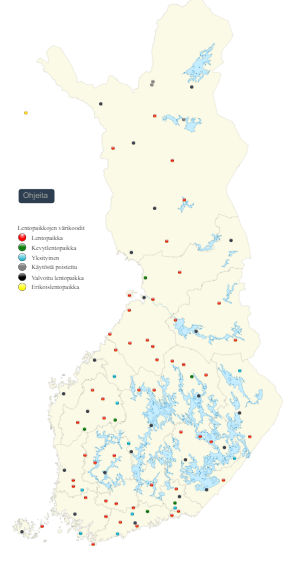 Ohjeita
Lentopaikkojen värikoodit
Lentopaikka
Kevytlentopaikka
Yksityinen
Käytöstä poistettu
Valvottu lentopaikka
Erikoislentopaikka